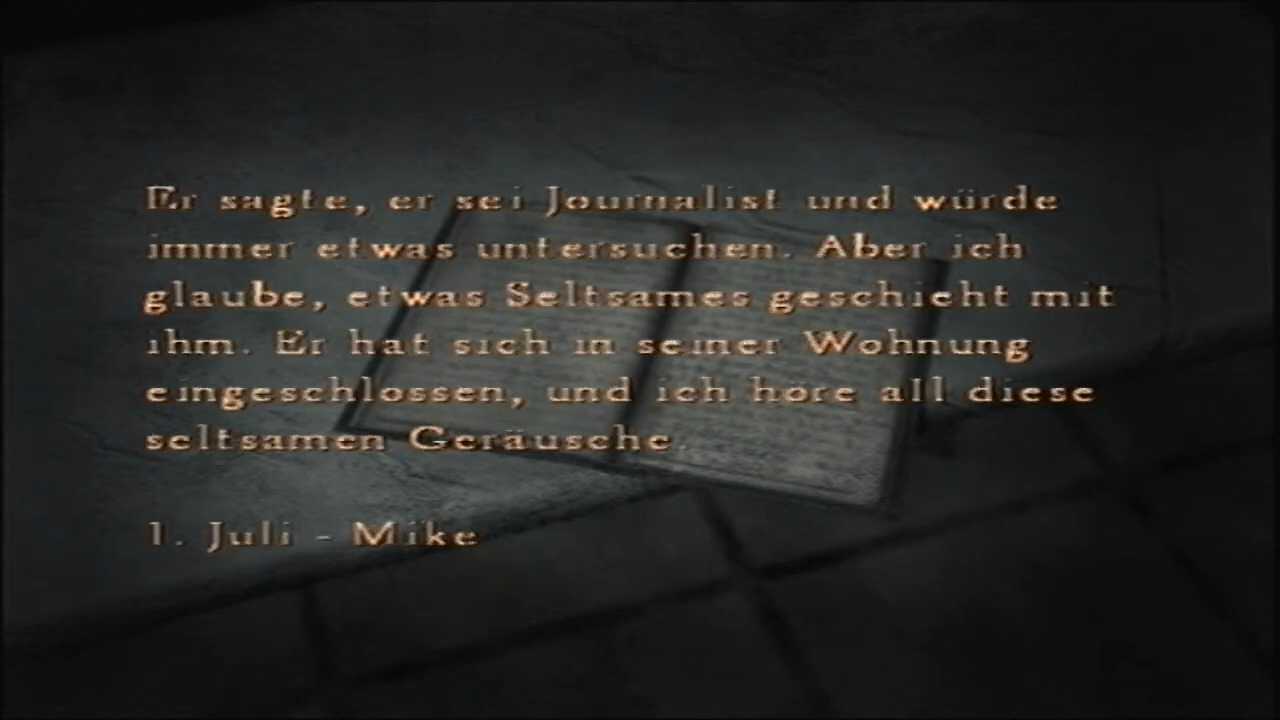 Er sagte, er sei Journalist und würde
immer etwas untersuchen. Aber ich
glaube, etwas Seltsames geschieht mit
ihm. Er hat sich in seiner Wohnung
eingeschlossen, und ich höre all diese
seltsamen Geräusche.
1. Juli - Mike